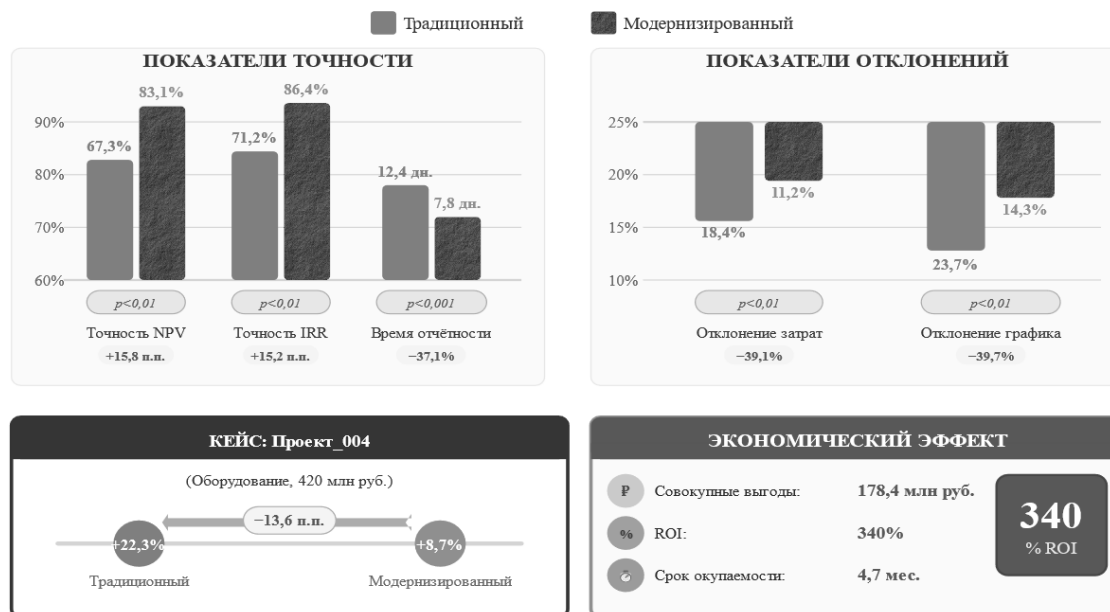 Традиционный
Модернизированный
ПОКАЗАТЕЛИ ТОЧНОСТИ
83,1%
86,4%
90%
67,3%
71,2%
80%
12,4 дн.
7,8 дн.
70%
60%
p<0,01
p<0,01
p<0,001
Точность NPV
Точность IRR
Время отчётности
+15,8 п.п.
+15,2 п.п.
−37,1%
ПОКАЗАТЕЛИ ОТКЛОНЕНИЙ
25%
20%
11,2%
14,3%
15%
18,4%
23,7%
10%
p<0,01
p<0,01
Отклонение затрат
Отклонение графика
−39,1%
−39,7%
КЕЙС: Проект_004
(Оборудование, 420 млн руб.)
−13,6 п.п.
+22,3%
+8,7%
Традиционный
Модернизированный
ЭКОНОМИЧЕСКИЙ ЭФФЕКТ
₽ Совокупные выгоды: 178,4 млн руб.
% ROI: 340%
Срок окупаемости: 4,7 мес.
340
% ROI